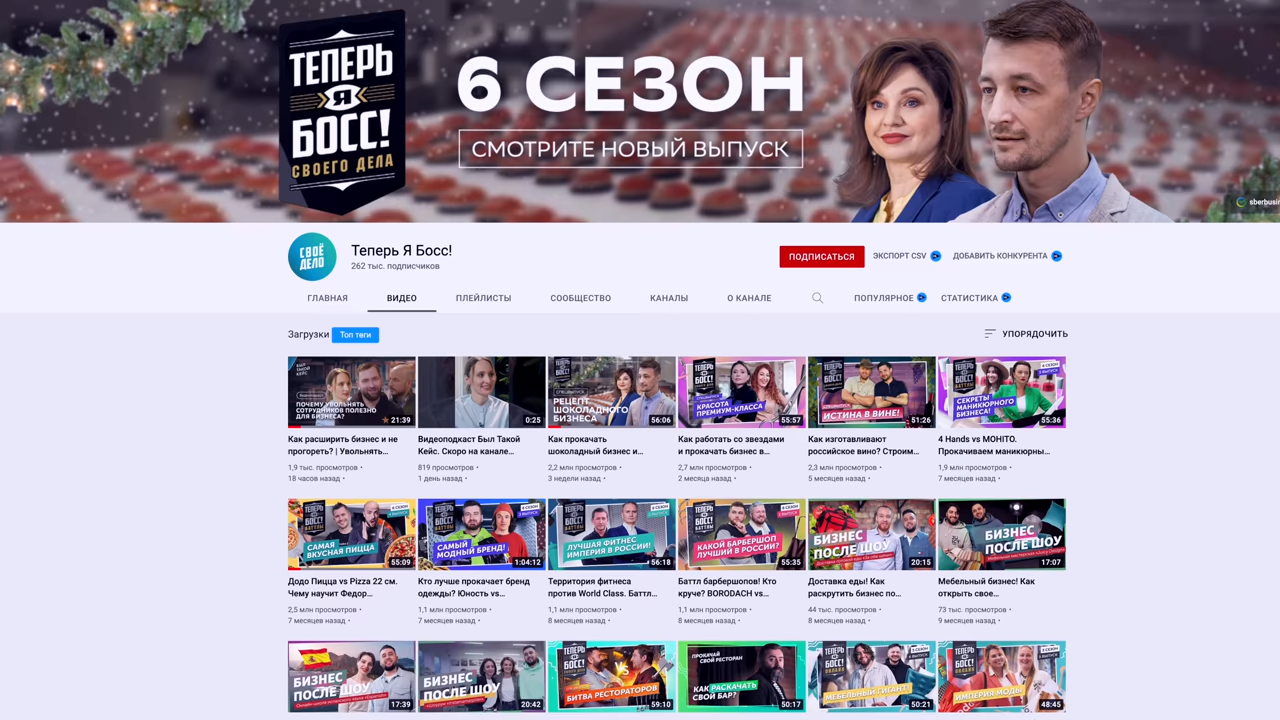 ТЕПЕРЬ
Я
БОСС!
СВОЕГО ДЕЛА
6 СЕЗОН
СМОТРИТЕ НОВЫЙ ВЫПУСК
СВОЁ
ДЕЛО
Теперь Я Босс!
262 тыс. подписчиков
ПОДПИСАТЬСЯ
ЭКСПОРТ CSV
ДОБАВИТЬ КОНКУРЕНТА
ГЛАВНАЯ ВИДЕО ПЛЕЙЛИСТЫ СООБЩЕСТВО КАНАЛЫ О КАНАЛЕ ПОПУЛЯРНОЕ СТАТИСТИКА
Загрузки Топ теги
УПОРЯДОЧИТЬ
ПОЧЕМУ УВОЛЬНЯТЬ
СОТРУДНИКОВ ПОЛЕЗНО
ДЛЯ БИЗНЕСА?
21:39
Как расширить бизнес и не
прогореть? | Увольнять...
1,9 тыс. просмотров •
18 часов назад •
0:25
Видеоподкаст Был Такой
Кейс. Скоро на канале...
819 просмотров •
1 день назад •
РЕЦЕПТ
ШОКОЛАДНОГО
БИЗНЕСА
56:06
Как прокачать
шоколадный бизнес и...
2,2 млн просмотров •
3 недели назад •
КРАСОТА
ПРЕМИУМ-КЛАССА
55:57
Как работать со звездами
и прокачать бизнес в...
2,7 млн просмотров •
2 месяца назад •
ИСТИНА В ВИНЕ!
51:26
Как изготавливают
российское вино? Строим...
2,3 млн просмотров •
5 месяцев назад •
СЕКРЕТЫ
МАНИКЮРНОГО
БИЗНЕСА!
55:36
4 Hands vs MOHITO.
Прокачиваем маникюрны...
1,9 млн просмотров •
7 месяцев назад •
САМАЯ
ВКУСНАЯ ПИЦЦА
55:09
Додо Пицца vs Pizza 22 см.
Чему научит Федор...
2,5 млн просмотров •
7 месяцев назад •
САМЫЙ
МОДНЫЙ БРЕНД!
1:04:12
Кто лучше прокачает бренд
одежды? Юность vs...
1,1 млн просмотров •
7 месяцев назад •
ЛУЧШАЯ ФИТНЕС
ИМПЕРИЯ В РОССИИ!
56:18
Территория фитнеса
против World Class. Баттл...
1,1 млн просмотров •
8 месяцев назад •
КАКОЙ БАРБЕРШОП
ЛУЧШИЙ В РОССИИ?
55:35
Баттл барбершопов! Кто
круче? BORODACH vs...
1,1 млн просмотров •
8 месяцев назад •
БИЗНЕС
ПОСЛЕ ШОУ
20:15
Доставка еды! Как
раскрутить бизнес по...
44 тыс. просмотров •
8 месяцев назад •
БИЗНЕС
ПОСЛЕ ШОУ
17:07
Мебельный бизнес! Как
открыть свое...
73 тыс. просмотров •
9 месяцев назад •
БИЗНЕС
ПОСЛЕ ШОУ
17:39
БИЗНЕС
ПОСЛЕ ШОУ
20:42
ТЕПЕРЬ
Я
БОСС!
VS
БИТВА РЕСТОРАТОРОВ
59:10
ПРОКАЧАЙ
СВОЙ РЕСТОРАН
КАК РАСКАЧАТЬ
СВОЙ БАР?
50:17
МЕБЕЛЬНЫЙ ГИГАНТ!
50:21
ИМПЕРИЯ МОДЫ
48:45